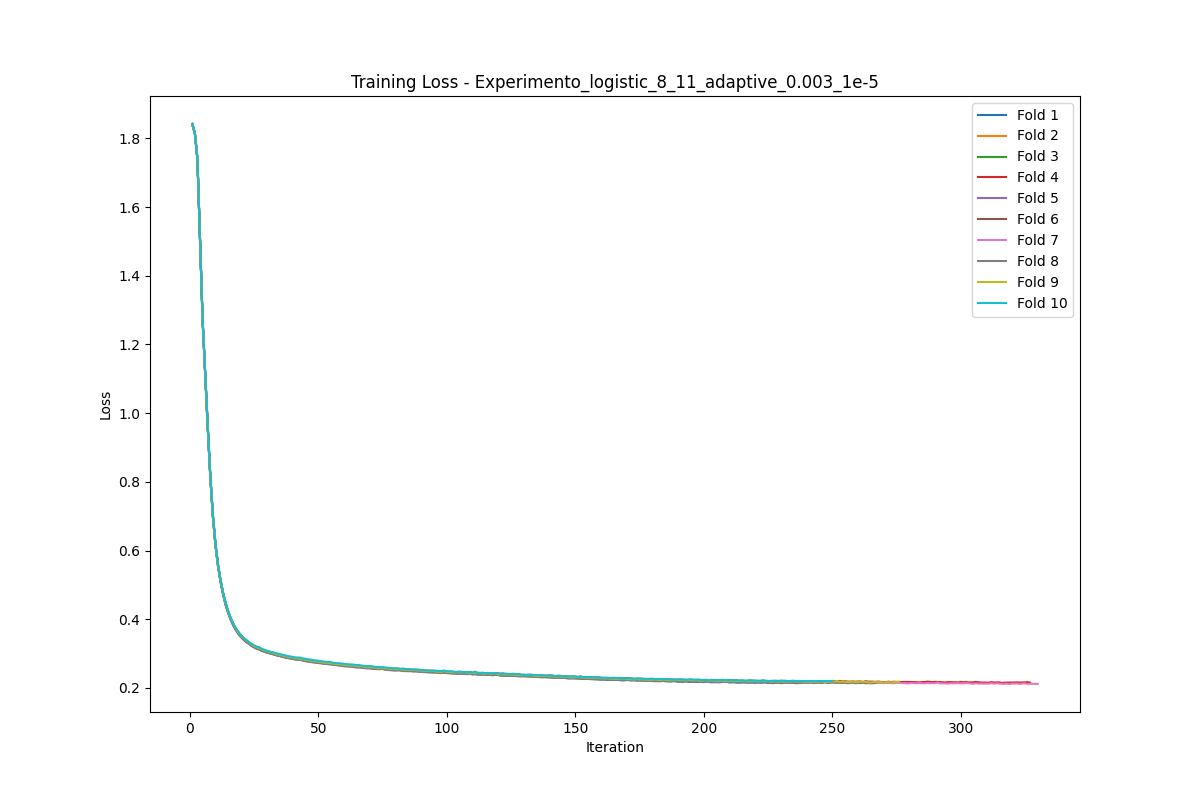 Training Loss - Experimento_logistic_8_11_adaptive_0.003_1e-5
Fold 1
Fold 2
Fold 3
Fold 4
Fold 5
Fold 6
Fold 7
Fold 8
Fold 9
Fold 10
Loss
1.8
1.6
1.4
1.2
1.0
0.8
0.6
0.4
0.2
0
50
100
150
200
250
300
Iteration